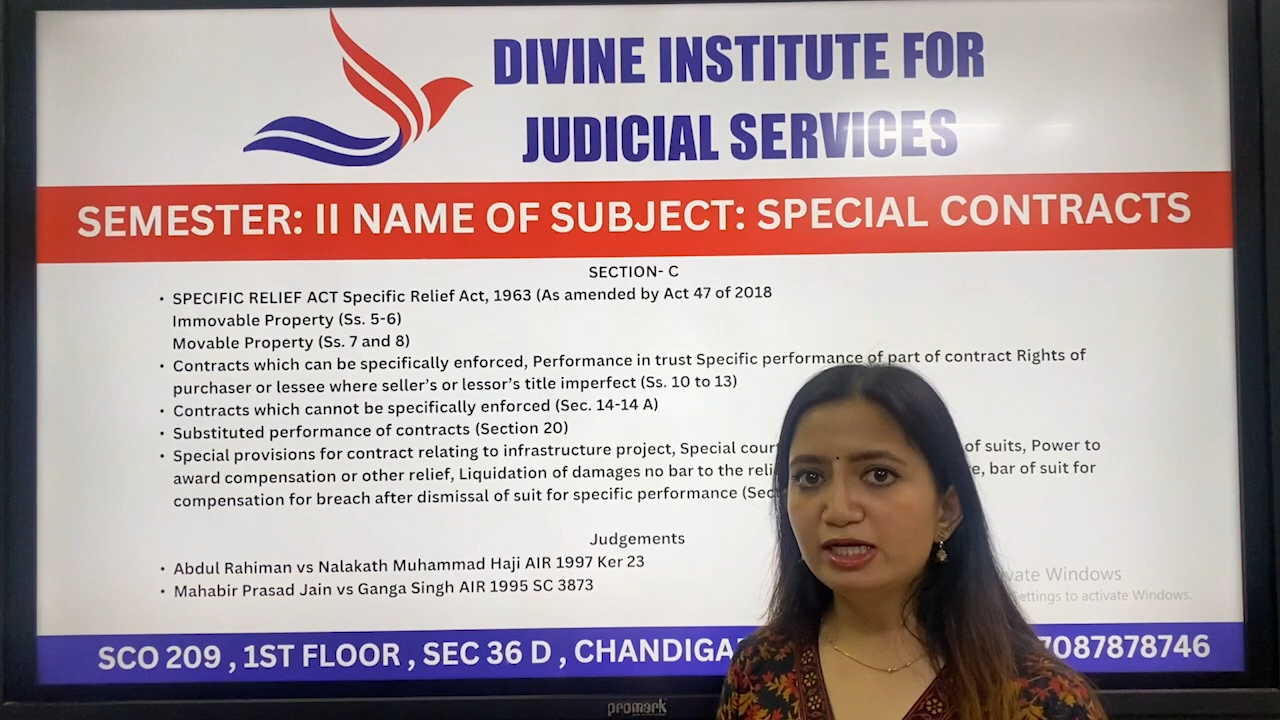 DIVINE INSTITUTE FOR
JUDICIAL SERVICES
SEMESTER: II NAME OF SUBJECT: SPECIAL CONTRACTS
SECTION- C
• SPECIFIC RELIEF ACT Specific Relief Act, 1963 (As amended by Act 47 of 2018
Immovable Property (Ss. 5-6)
Movable Property (Ss. 7 and 8)
• Contracts which can be specifically enforced, Performance in trust Specific performance of part of contract Rights of
purchaser or lessee where seller's or lessor's title imperfect (Ss. 10 to 13)
• Contracts which cannot be specifically enforced (Sec. 14-14 A)
• Substituted performance of contracts (Section 20)
• Special provisions for contract relating to infrastructure project, Special of suits, Power to
award compensation or other relief, Liquidation of damages no bar to the bar of suit for
compensation for breach after dismissal of suit for specific performance
Judgements
• Abdul Rahiman vs Nalakath Muhammad Haji AIR 1997 Ker 23
• Mahabir Prasad Jain vs Ganga Singh AIR 1995 SC 3873
Windows
Settings to activate Windows.
SCO 209 , 1ST FLOOR , SEC 36 D , 7087878746
promark